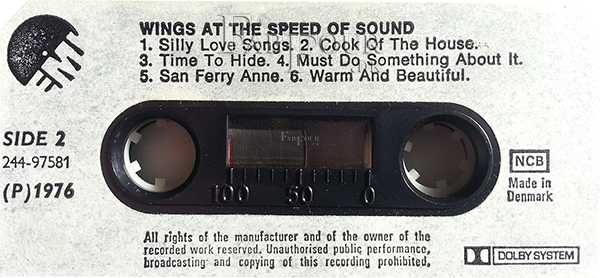 WINGS AT THE SPEED OF SOUND
1. Silly Love Songs. 2. Cook Of The House.
3. Time To Hide. 4. Must Do Something About It.
5. San Ferry Anne. 6. Warm And Beautiful.
EMI
SIDE 2
244-97581
(P) 1976
100 50 0
NCB
Made in
Denmark
All rights of the manufacturer and of the owner of the
recorded work reserved. Unauthorised public performance,
broadcasting and copying of this recording prohibited.
DOLBY SYSTEM